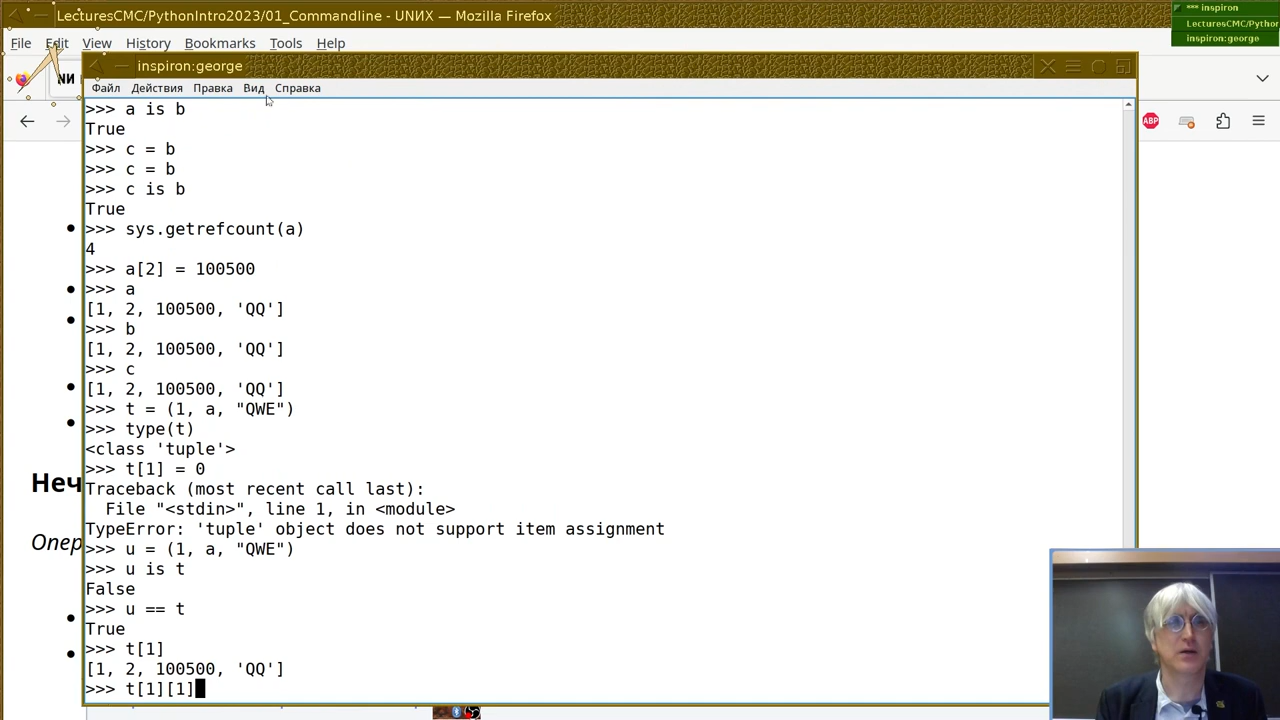 LecturesCMC/PythonIntro2023/01_Commandline - UNИX — Mozilla Firefox
*** inspiron
LecturesCMC/Python
inspiron:george
File Edit View History Bookmarks Tools Help
inspiron:george
Файл Действия Правка Вид Справка
>>> a is b
True
>>> c = b
>>> c = b
>>> c is b
True
>>> sys.getrefcount(a)
4
>>> a[2] = 100500
>>> a
[1, 2, 100500, 'QQ']
>>> b
[1, 2, 100500, 'QQ']
>>> c
[1, 2, 100500, 'QQ']
>>> t = (1, a, "QWE")
>>> type(t)
<class 'tuple'>
>>> t[1] = 0
Traceback (most recent call last):
  File "<stdin>", line 1, in <module>
TypeError: 'tuple' object does not support item assignment
>>> u = (1, a, "QWE")
>>> u is t
False
>>> u == t
True
>>> t[1]
[1, 2, 100500, 'QQ']
>>> t[1][1]
ИИ
ABP
Неч
Опер